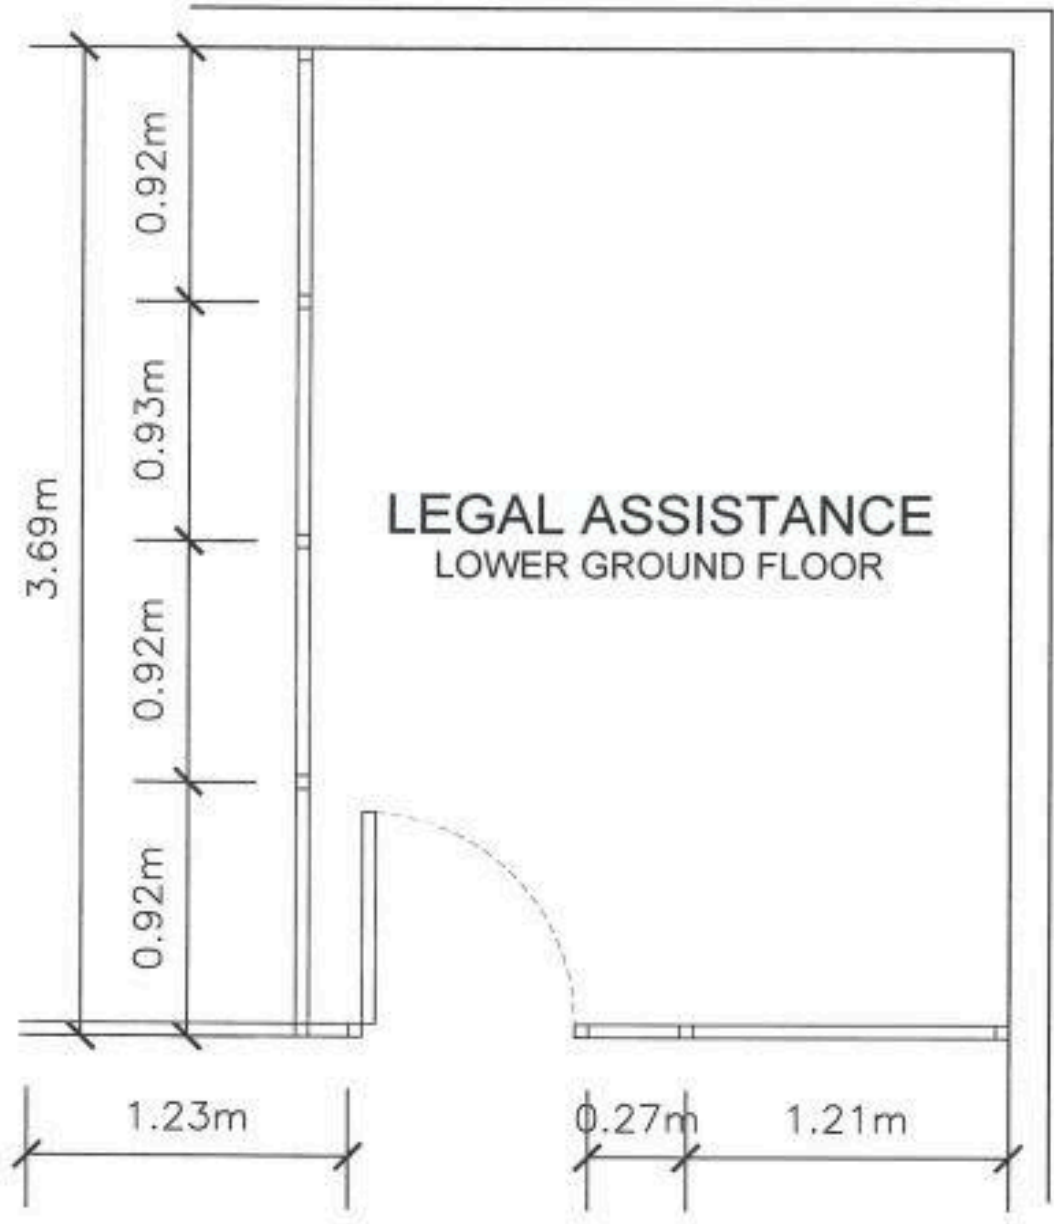 0.92m
0.93m
3.69m
LEGAL ASSISTANCE
LOWER GROUND FLOOR
0.92m
0.92m
1.23m
0.27m
1.21m